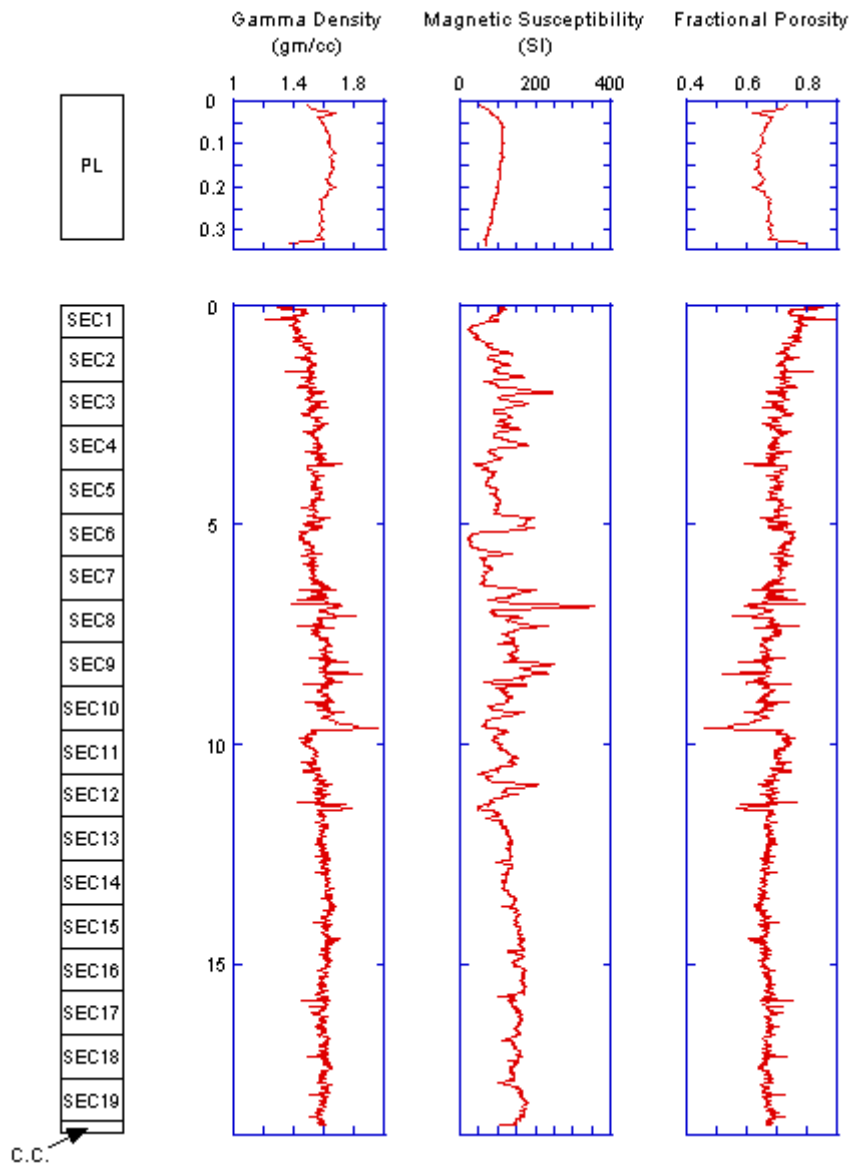 Gamma Density
(gm/cc)
Magnetic Susceptibility
(SI)
Fractional Porosity
1 1.4 1.8
0 200 400
0.4 0.6 0.8
0
0.1
0.2
0.3
PL
0
5
10
15
SEC1
SEC2
SEC3
SEC4
SEC5
SEC6
SEC7
SEC8
SEC9
SEC10
SEC11
SEC12
SEC13
SEC14
SEC15
SEC16
SEC17
SEC18
SEC19
C.C.